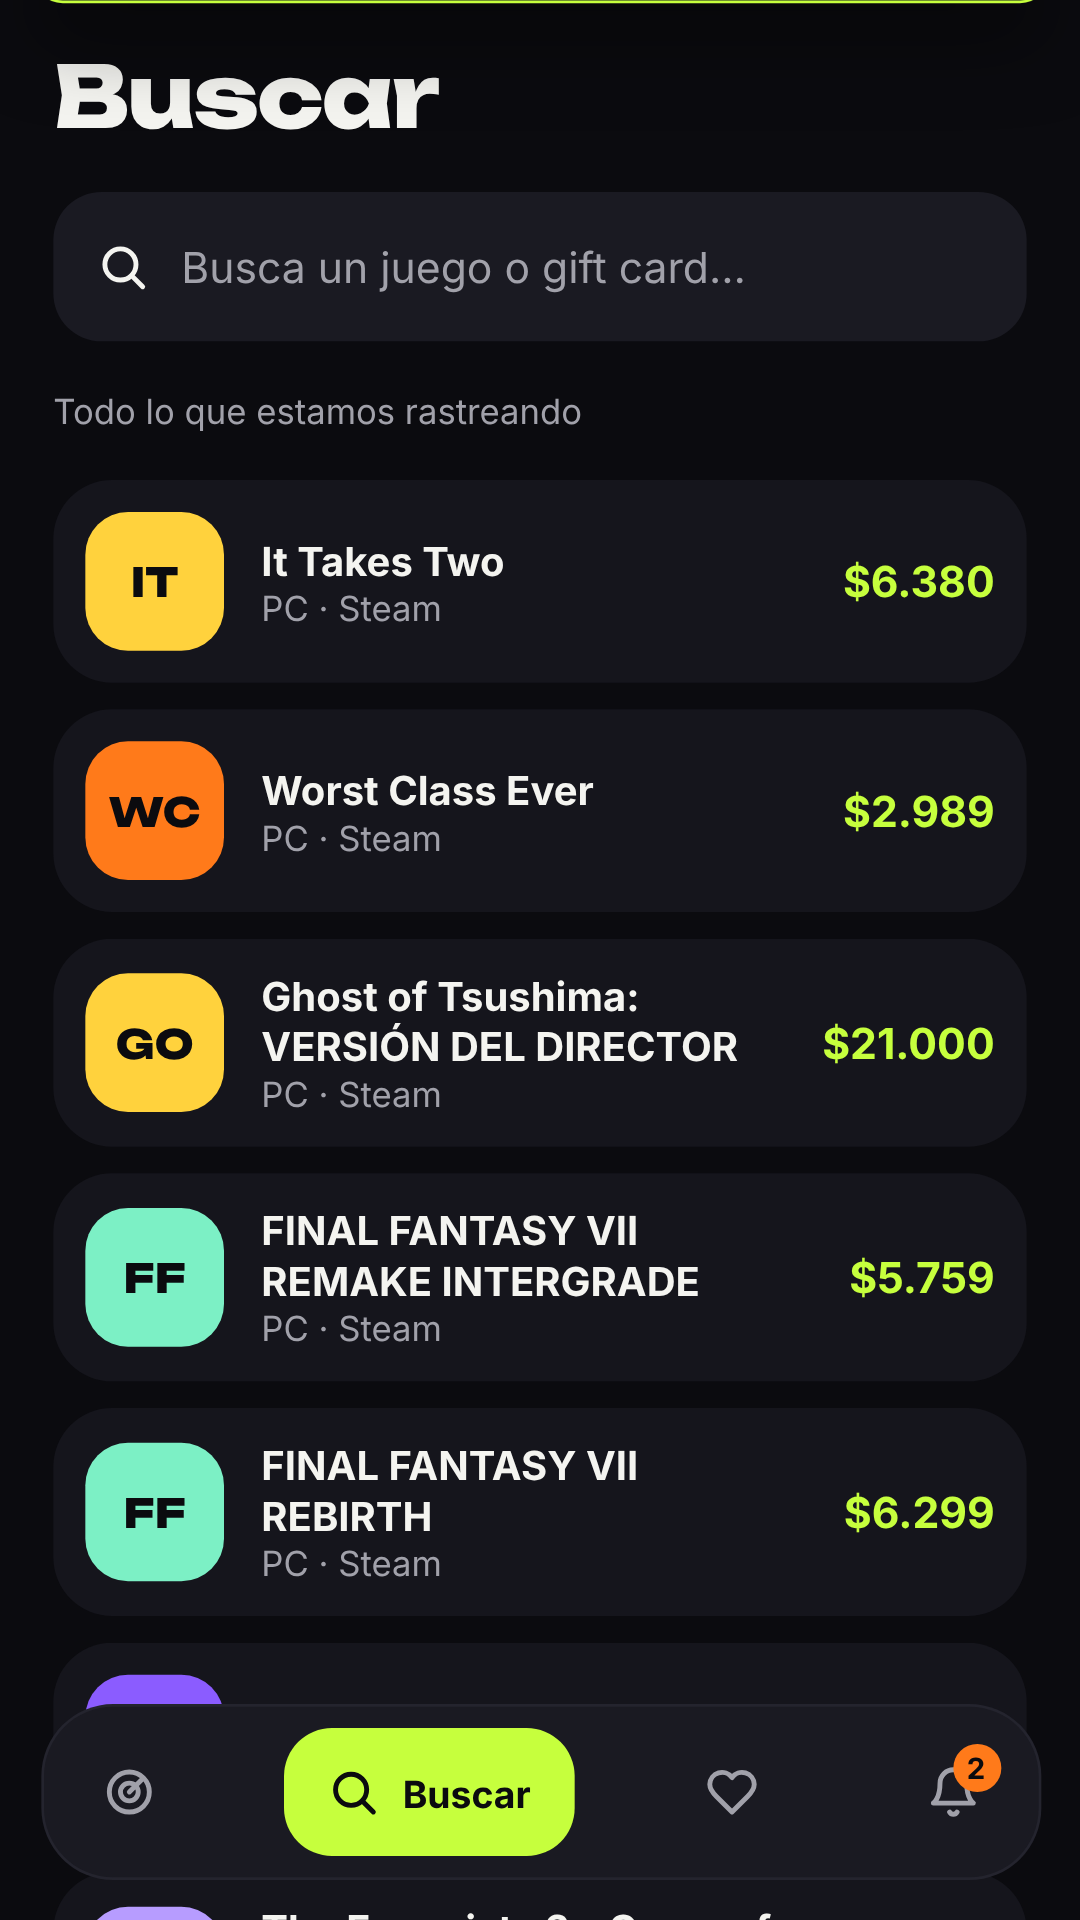 Buscar
Busca un juego o gift card...
Todo lo que estamos rastreando
IT
It Takes Two
PC · Steam
$6.380
WC
Worst Class Ever
PC · Steam
$2.989
GO
Ghost of Tsushima:
VERSIÓN DEL DIRECTOR
PC · Steam
$21.000
FF
FINAL FANTASY VII
REMAKE INTERGRADE
PC · Steam
$5.759
FF
FINAL FANTASY VII
REBIRTH
PC · Steam
$6.299
Buscar
2